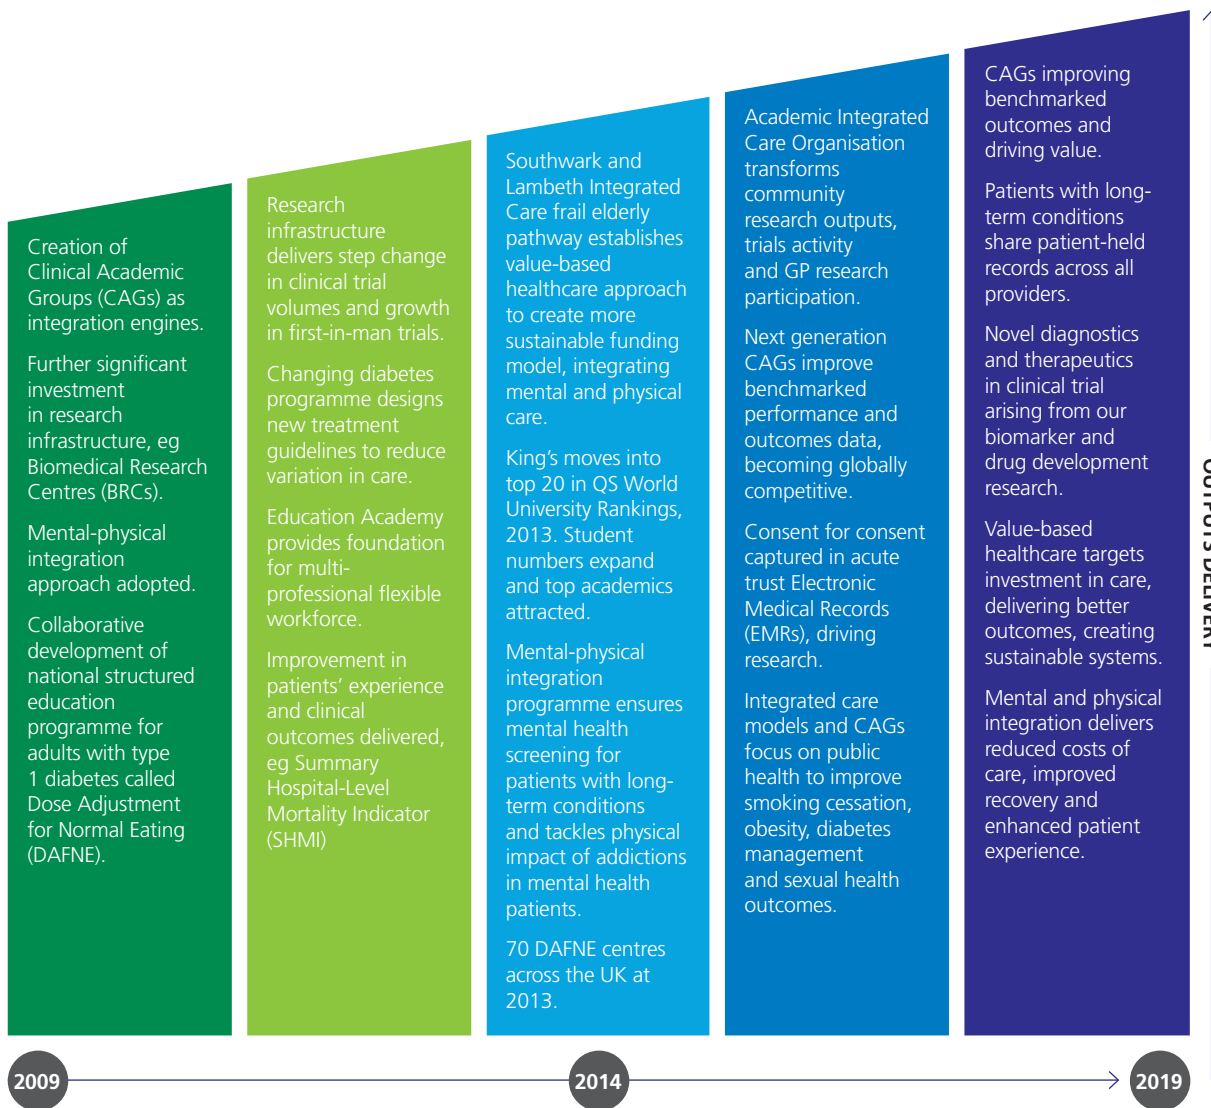 Creation of
Clinical Academic
Groups (CAGs) as
integration engines.
Further significant
investment
in research
infrastructure, eg
Biomedical Research
Centres (BRCs).
Mental-physical
integration
approach adopted.
Collaborative
development of
national structured
education
programme for
adults with type
1 diabetes called
Dose Adjustment
for Normal Eating
(DAFNE).
Research
infrastructure
delivers step change
in clinical trial
volumes and growth
in first-in-man trials.
Changing diabetes
programme designs
new treatment
guidelines to reduce
variation in care.
Education Academy
provides foundation
for multi-
professional flexible
workforce.
Improvement in
patients’ experience
and clinical
outcomes delivered,
eg Summary
Hospital-Level
Mortality Indicator
(SHMI)
Southwark and
Lambeth Integrated
Care frail elderly
pathway establishes
value-based
healthcare approach
to create more
sustainable funding
model, integrating
mental and physical
care.
King’s moves into
top 20 in QS World
University Rankings,
2013. Student
numbers expand
and top academics
attracted.
Mental-physical
integration
programme ensures
mental health
screening for
patients with long-
term conditions
and tackles physical
impact of addictions
in mental health
patients.
70 DAFNE centres
across the UK at
2013.
Academic Integrated
Care Organisation
transforms
community
research outputs,
trials activity
and GP research
participation.
Next generation
CAGs improve
benchmarked
performance and
outcomes data,
becoming globally
competitive.
Consent for consent
captured in acute
trust Electronic
Medical Records
(EMRs), driving
research.
Integrated care
models and CAGs
focus on public
health to improve
smoking cessation,
obesity, diabetes
management
and sexual health
outcomes.
CAGs improving
benchmarked
outcomes and
driving value.
Patients with long-
term conditions
share patient-held
records across all
providers.
Novel diagnostics
and therapeutics
in clinical trial
arising from our
biomarker and
drug development
research.
Value-based
healthcare targets
investment in care,
delivering better
outcomes, creating
sustainable systems.
Mental and physical
integration delivers
reduced costs of
care, improved
recovery and
enhanced patient
experience.
OUTPUTS DELIVERY
2009
2014
2019